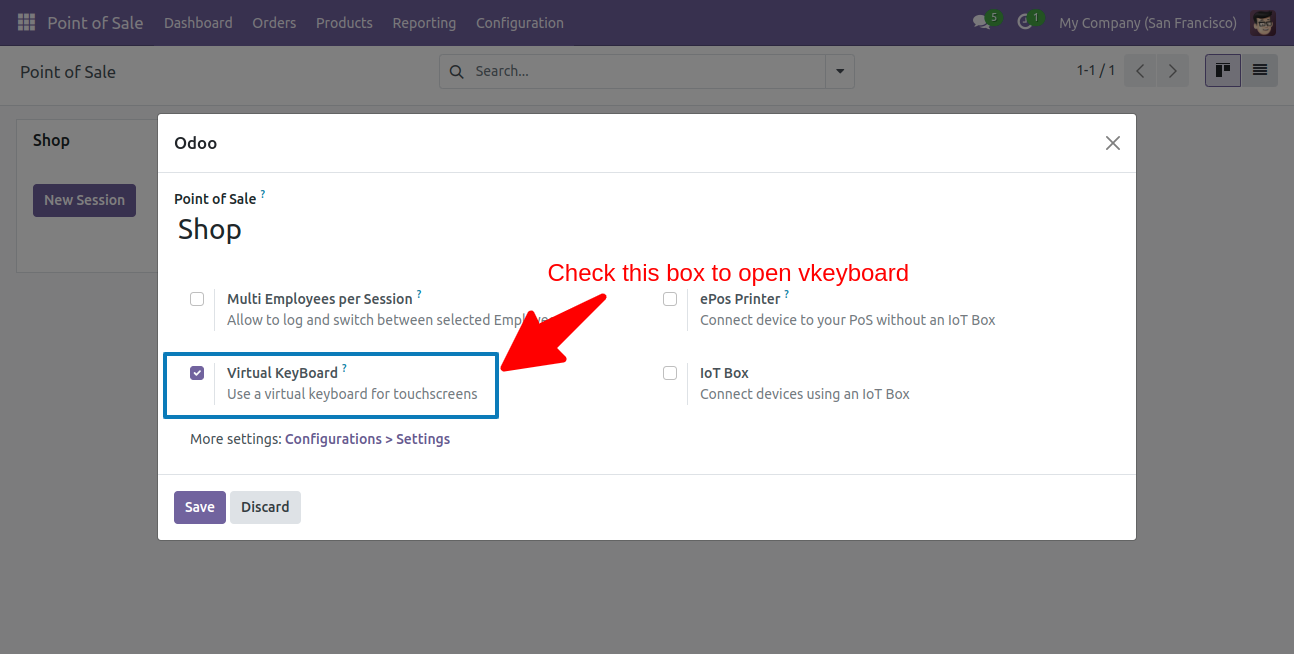 Point of Sale Dashboard Orders Products Reporting Configuration 5 1 My Company (San Francisco)
Point of Sale Search... 1-1 / 1
Shop
New Session
Odoo
Point of Sale ?
Shop
Check this box to open vkeyboard
Multi Employees per Session ?
Allow to log and switch between selected
ePos Printer ?
Connect device to your PoS without an IoT Box
Virtual KeyBoard ?
Use a virtual keyboard for touchscreens
IoT Box
Connect devices using an IoT Box
More settings: Configurations > Settings
Save Discard